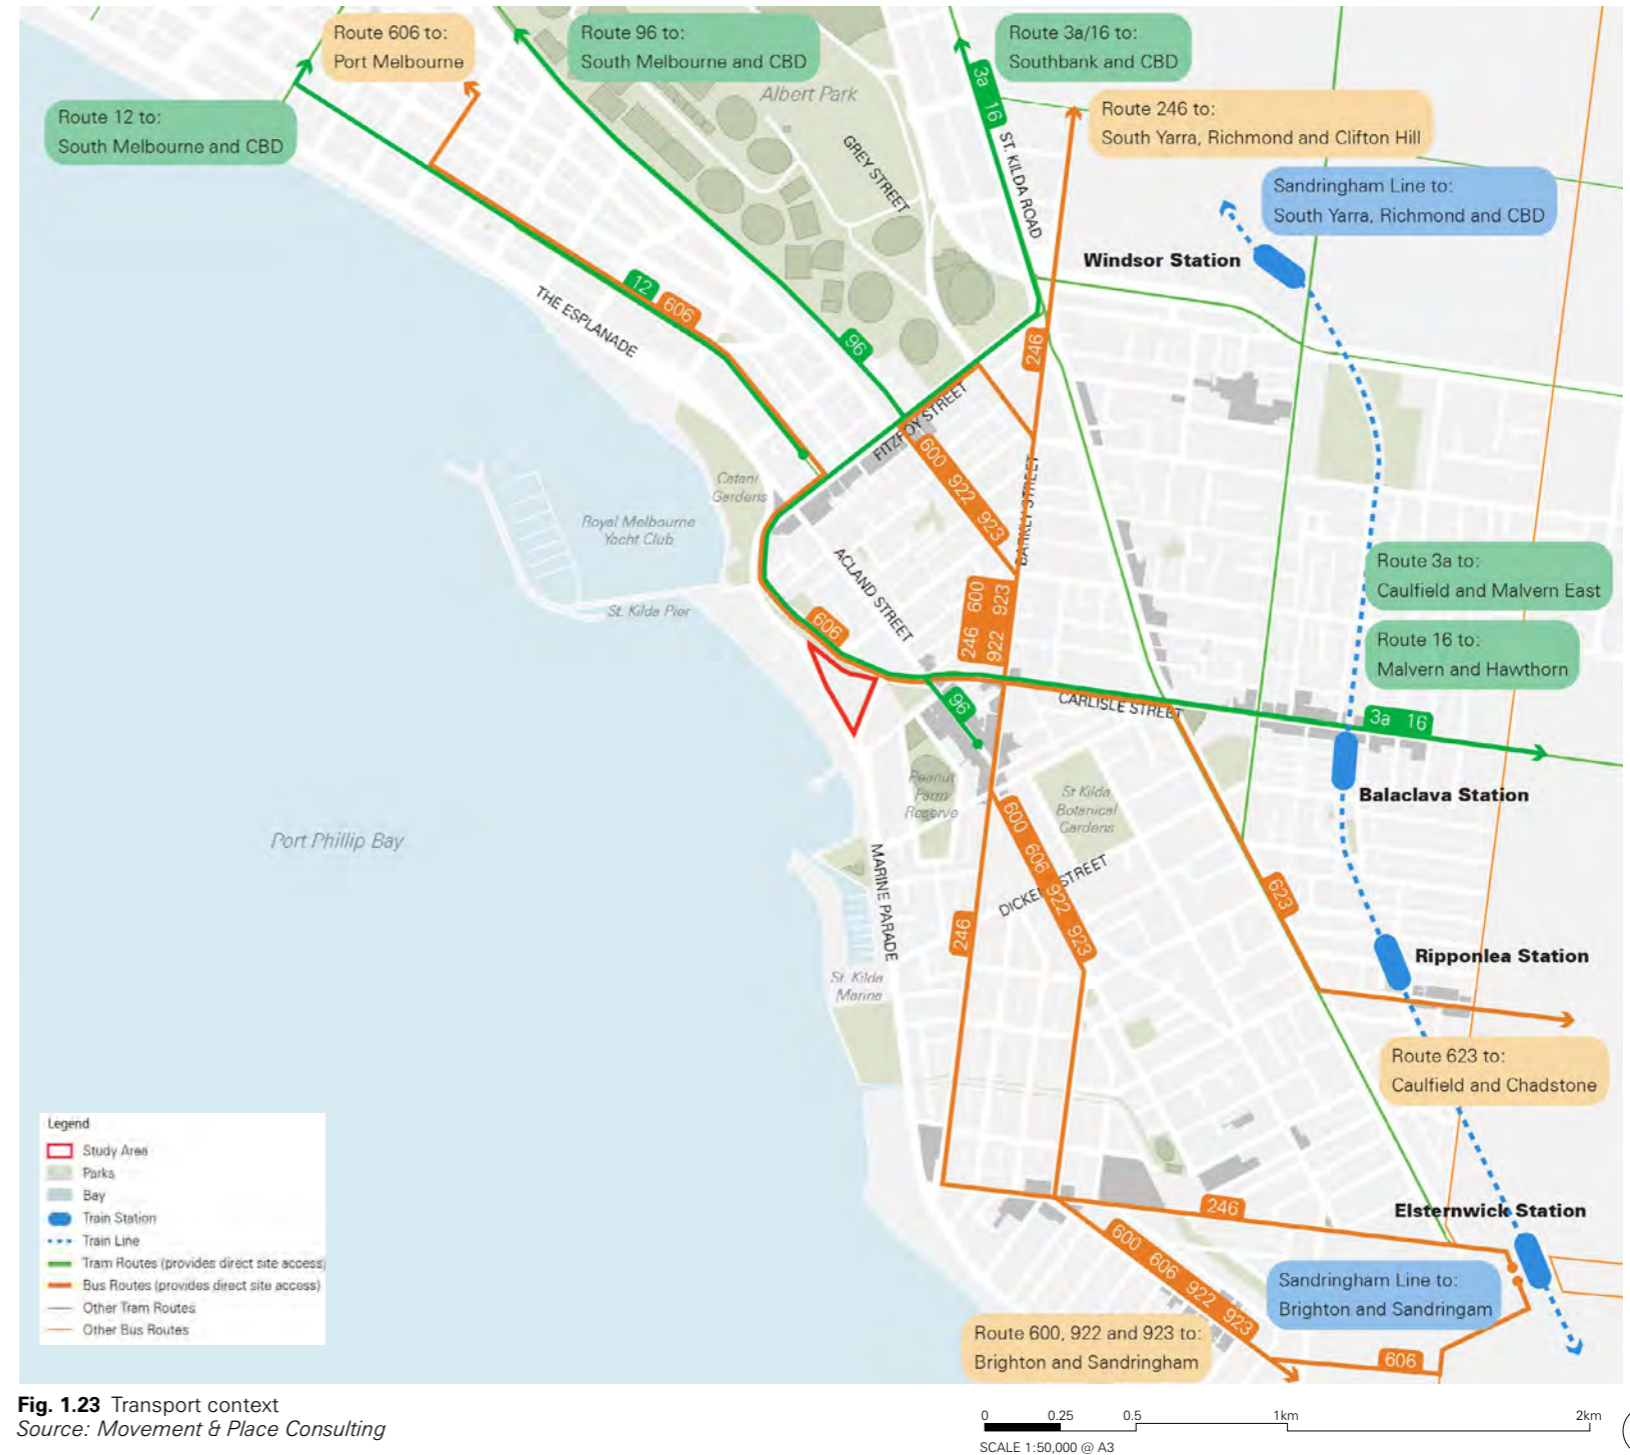 Route 606 to:
Port Melbourne
Route 96 to:
South Melbourne and CBD
Route 3a/16 to:
Southbank and CBD
Route 12 to:
South Melbourne and CBD
Albert Park
3a 16
Route 246 to:
South Yarra, Richmond and Clifton Hill
GREY STREET
ST. KILDA ROAD
Sandringham Line to:
South Yarra, Richmond and CBD
Windsor Station
12
606
THE ESPLANADE
96
246
FITZROY STREET
600 922 923
BARKLY STREET
Catani
Gardens
Royal Melbourne
Yacht Club
ACLAND STREET
St. Kilda Pier
606
246 600
922 923
Route 3a to:
Caulfield and Malvern East
Route 16 to:
Malvern and Hawthorn
96
CARLISLE STREET
3a 16
Balaclava Station
Peanut
Farm
Reserve
St Kilda
Botanical
Gardens
Port Phillip Bay
MARINE PARADE
600 606 922 923
DICKENS STREET
623
246
Ripponlea Station
St. Kilda
Marina
Route 623 to:
Caulfield and Chadstone
Legend
Study Area
Parks
Bay
Train Station
Train Line
Tram Routes (provides direct site access)
Bus Routes (provides direct site access)
Other Tram Routes
Other Bus Routes
246
Elsternwick Station
600 606 922 923
Sandringham Line to:
Brighton and Sandringam
Route 600, 922 and 923 to:
Brighton and Sandringham
606
Fig. 1.23 Transport context
Source: Movement & Place Consulting
0 0.25 0.5 1km 2km
SCALE 1:50,000 @ A3